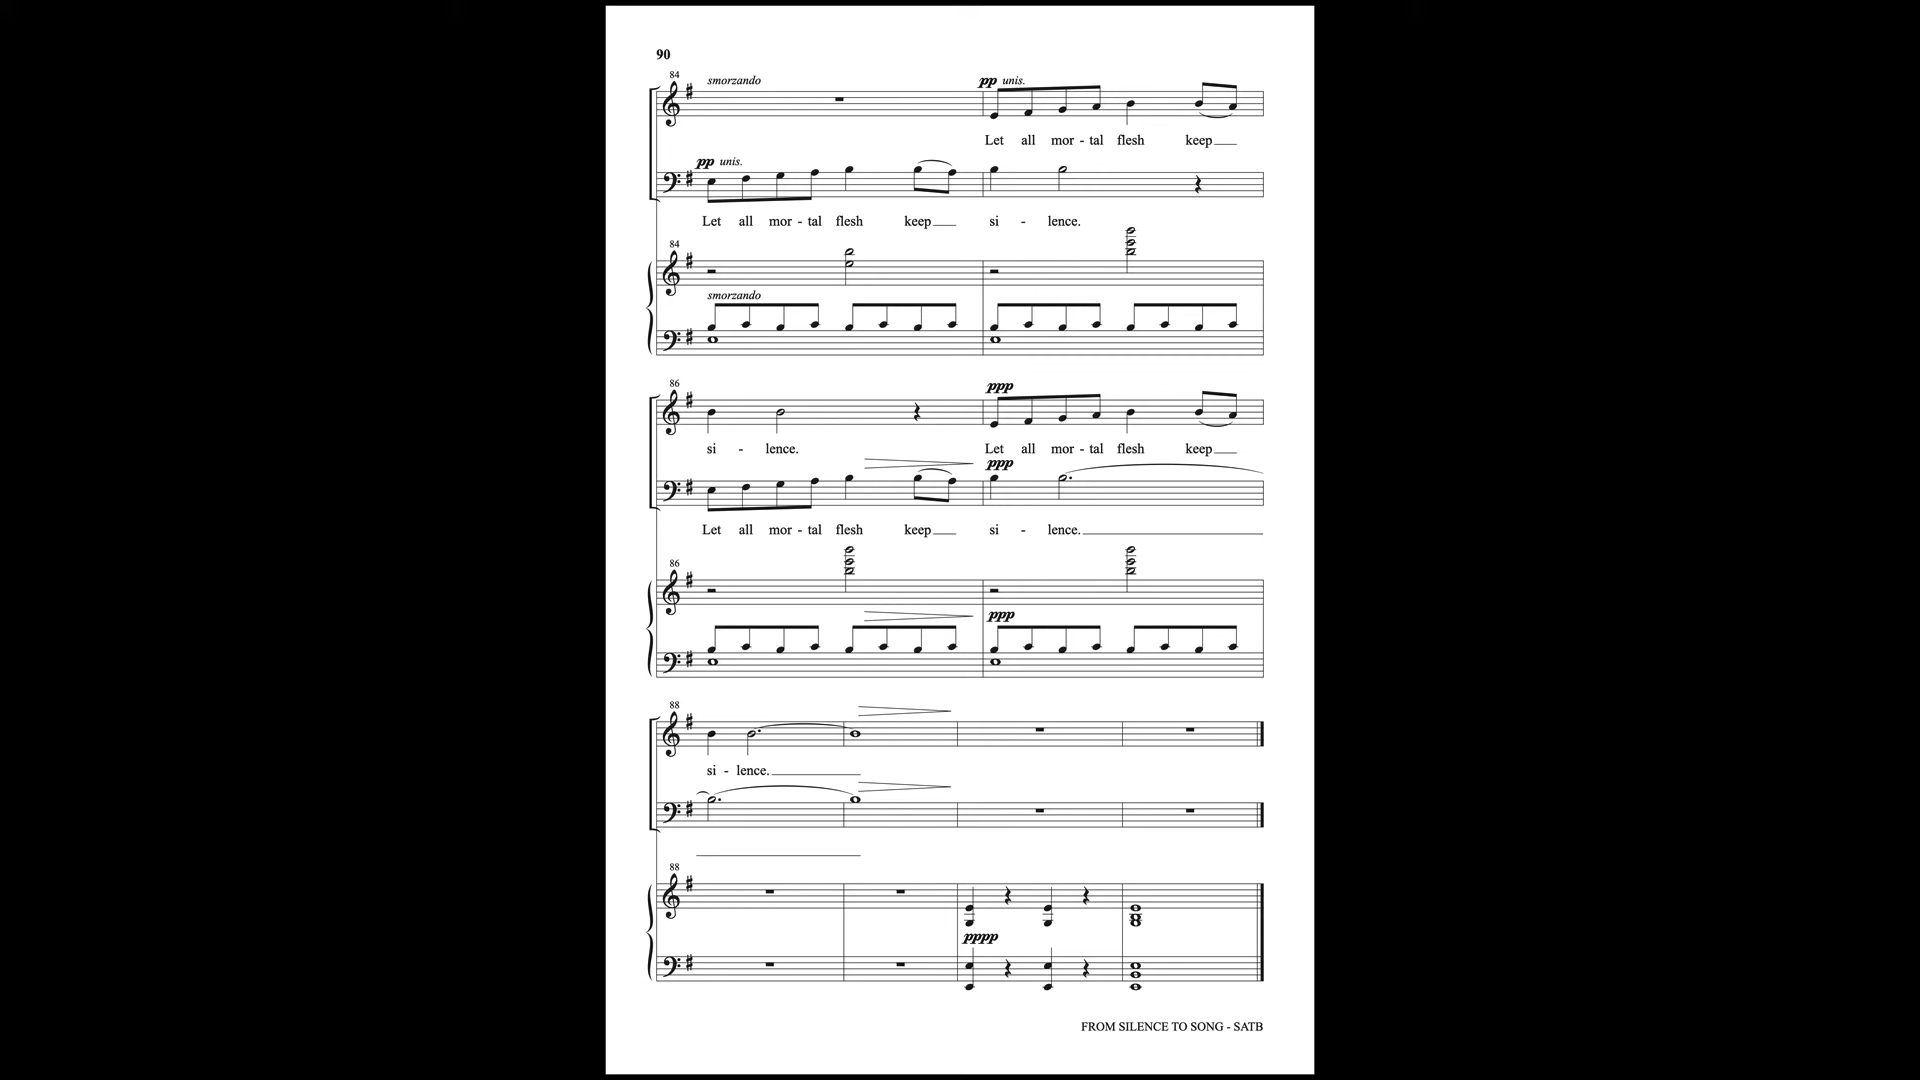 90
84
smorzando
pp unis.
Let all mor - tal flesh keep
pp unis.
Let all mor - tal flesh keep si - lence.
84
smorzando
86
ppp
si - lence. Let all mor - tal flesh keep
ppp
Let all mor - tal flesh keep si - lence.
86
ppp
88
si - lence.
88
pppp
FROM SILENCE TO SONG - SATB